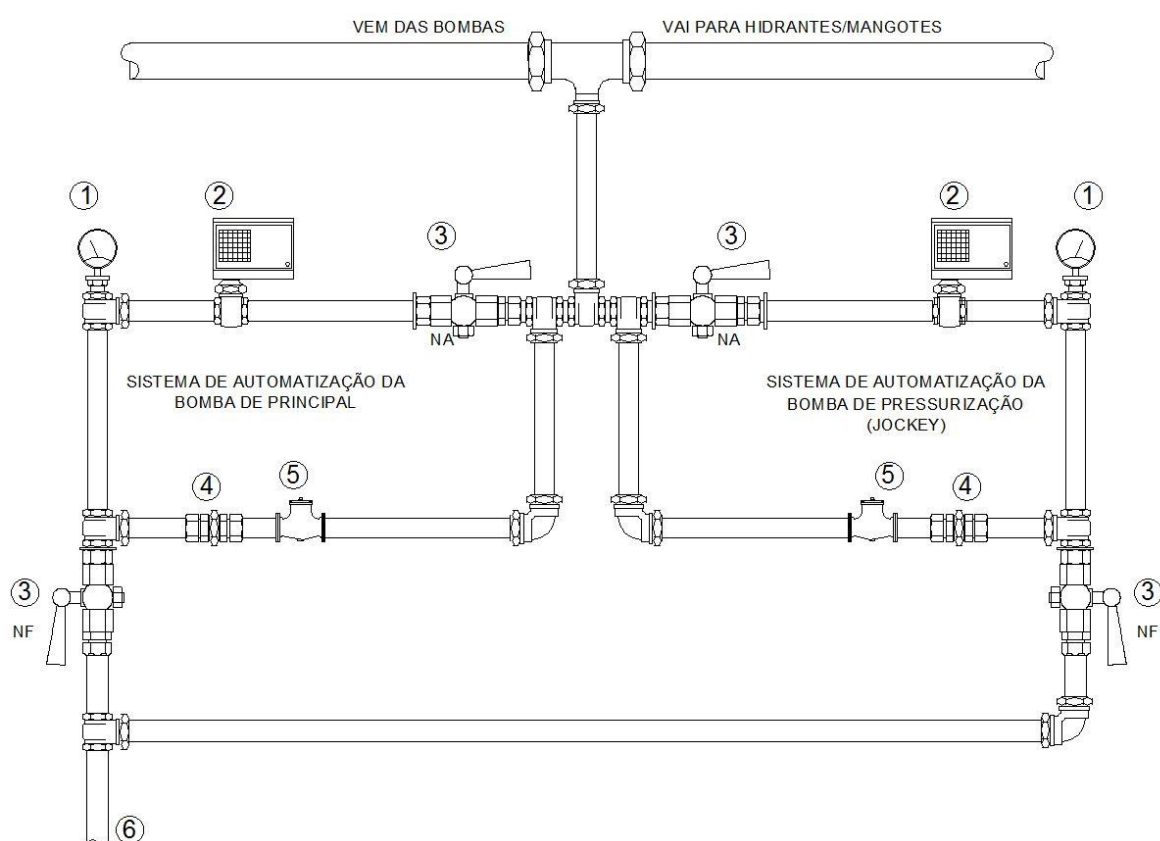 VEM DAS BOMBAS
VAI PARA HIDRANTES/MANGOTES
1
2
3
3
2
1
NA
NA
SISTEMA DE AUTOMATIZAÇÃO DA
BOMBA DE PRINCIPAL
SISTEMA DE AUTOMATIZAÇÃO DA
BOMBA DE PRESSURIZAÇÃO
(JOCKEY)
4
5
5
4
3
NF
3
NF
6